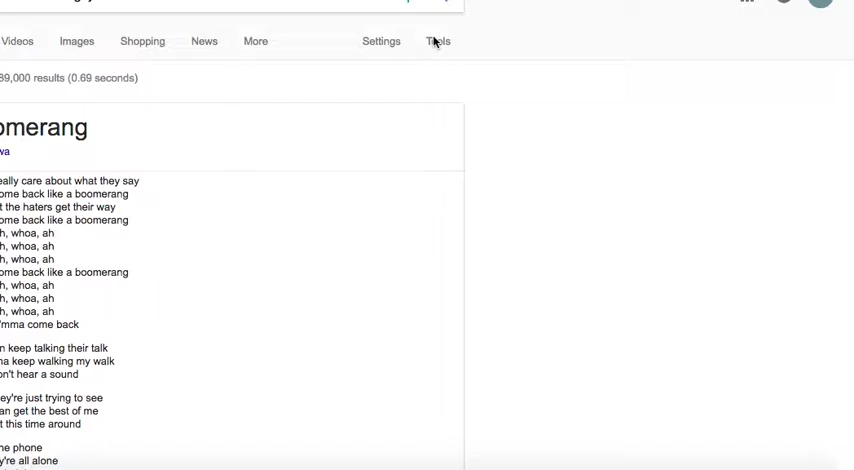 Videos Images Shopping News More Settings Tools
89,000 results (0.69 seconds)
omerang
wa
eally care about what they say
ome back like a boomerang
t the haters get their way
ome back like a boomerang
h, whoa, ah
h, whoa, ah
h, whoa, ah
ome back like a boomerang
h, whoa, ah
h, whoa, ah
h, whoa, ah
'mma come back
n keep talking their talk
na keep walking my walk
on't hear a sound
ey're just trying to see
an get the best of me
t this time around
he phone
y're all alone